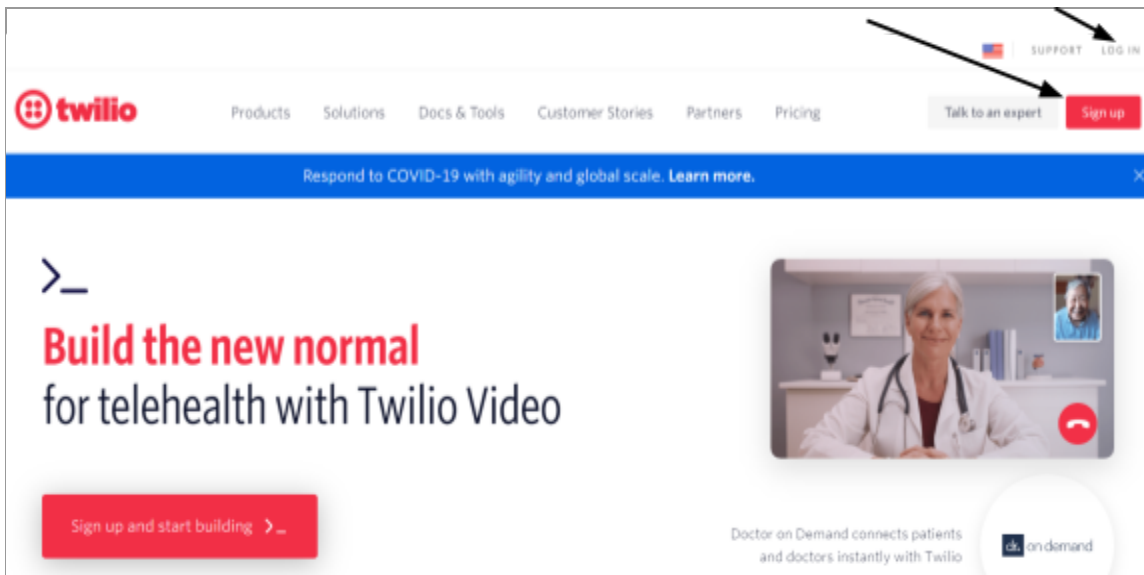 SUPPORT LOG IN
twilio Products Solutions Docs & Tools Customer Stories Partners Pricing Talk to an expert Sign up
Respond to COVID-19 with agility and global scale. Learn more.
>_
Build the new normal
for telehealth with Twilio Video
Sign up and start building >_
Doctor on Demand connects patients
and doctors instantly with Twilio
dr. on demand